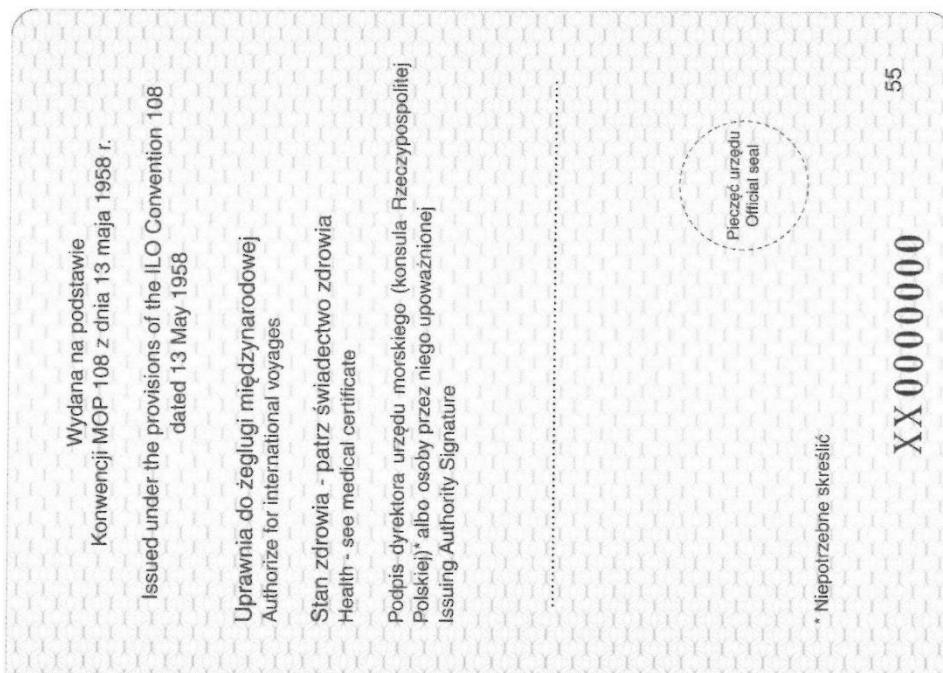 Wydana na podstawie
Konwencji MOP 108 z dnia 13 maja 1958 r.
Issued under the provisions of the ILO Convention 108
dated 13 May 1958
Uprawnia do żeglugi międzynarodowej
Authorize for international voyages
Stan zdrowia - patrz świadectwo zdrowia
Health - see medical certificate
Podpis dyrektora urzędu morskiego (konsula Rzeczypospolitej
Polskiej)* albo osoby przez niego upoważnionej
Issuing Authority Signature
Pieczęć urzędu
Official seal
* Niepotrzebne skreślić
XX0000000
55